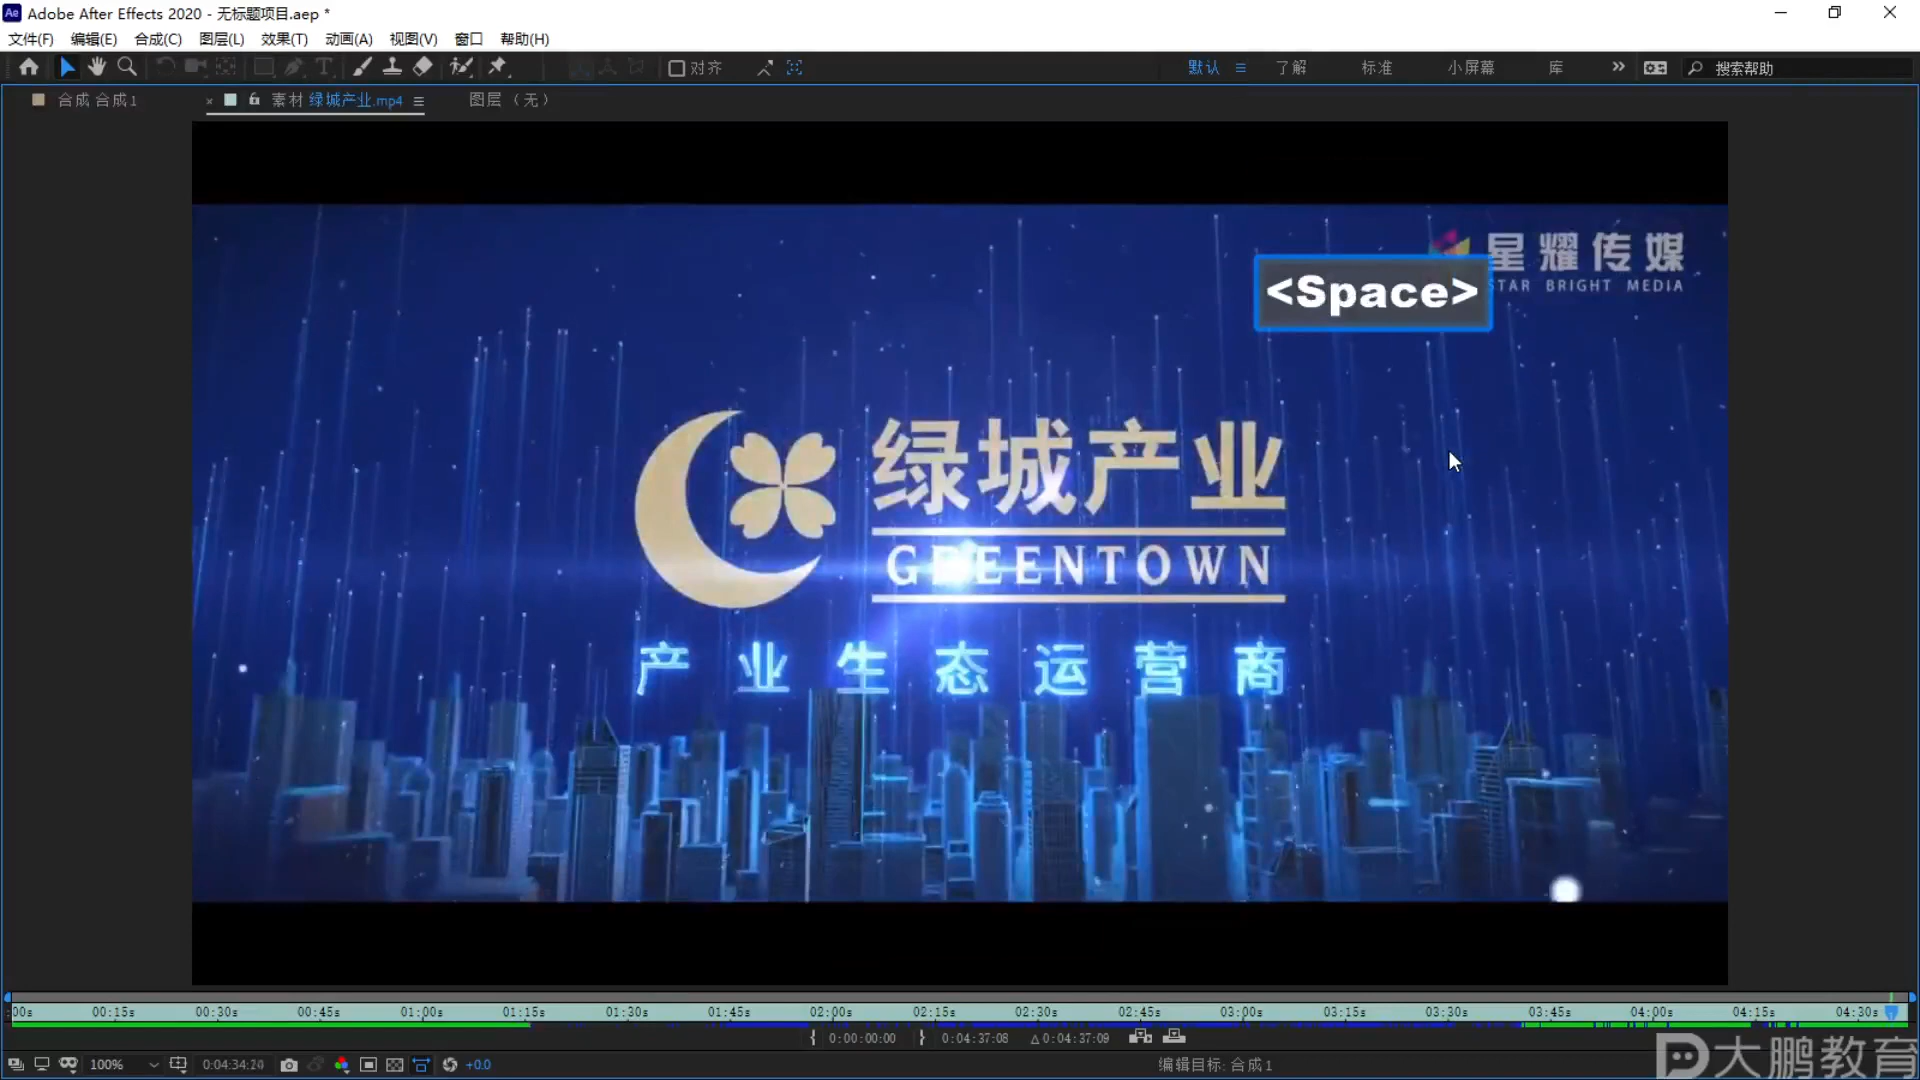 Ae Adobe After Effects 2020 - 无标题项目.aep *
文件(F) 编辑(E) 合成(C) 图层(L) 效果(T) 动画(A) 视图(V) 窗口 帮助(H)
对齐 默认 了解 标准 小屏幕 库 搜索帮助
合成 合成1 × 素材 绿城产业.mp4 图层 （无）
星耀传媒
STAR BRIGHT MEDIA
<Space>
绿城产业
GREENTOWN
产业生态运营商
00s 00:15s 00:30s 00:45s 01:00s 01:15s 01:30s 01:45s 02:00s 02:15s 02:30s 02:45s 03:00s 03:15s 03:30s 03:45s 04:00s 04:15s 04:30s
{ 0:00:00:00 } 0:04:37:08 Δ0:04:37:09
100% 0:04:34:20 +0.0 编辑目标: 合成 1
大鹏教育